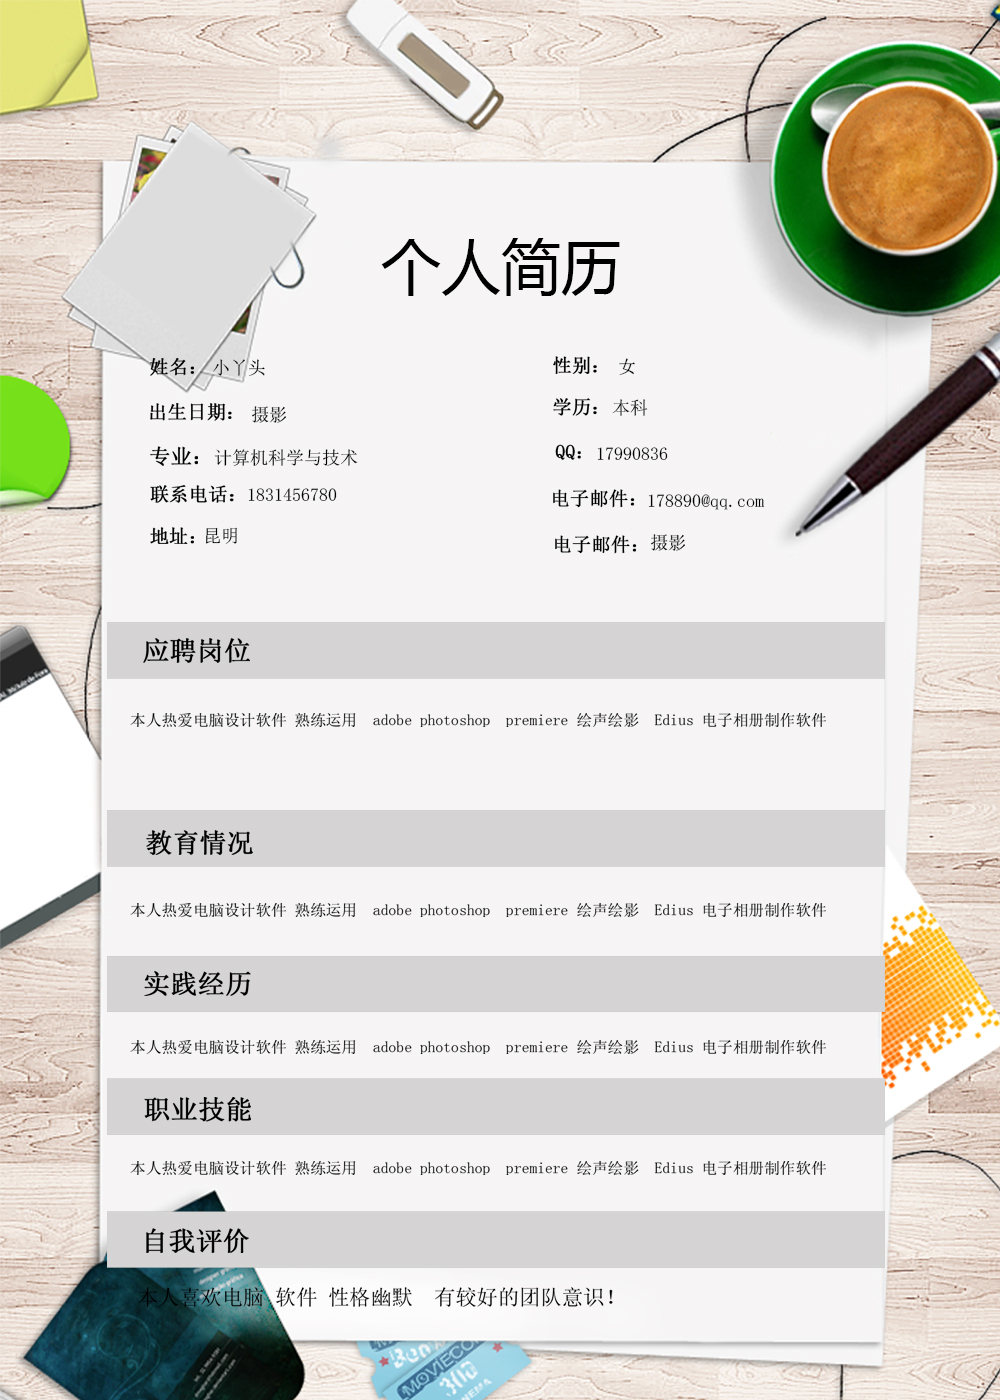 个人简历
姓名： 小丫头
性别： 女
出生日期： 摄影
学历： 本科
专业： 计算机科学与技术
QQ： 17990836
联系电话：1831456780
电子邮件：178890@qq.com
地址：昆明
电子邮件：摄影
应聘岗位
本人热爱电脑设计软件 熟练运用 adobe photoshop premiere 绘声绘影 Edius 电子相册制作软件
教育情况
本人热爱电脑设计软件 熟练运用 adobe photoshop premiere 绘声绘影 Edius 电子相册制作软件
实践经历
本人热爱电脑设计软件 熟练运用 adobe photoshop premiere 绘声绘影 Edius 电子相册制作软件
职业技能
本人热爱电脑设计软件 熟练运用 adobe photoshop premiere 绘声绘影 Edius 电子相册制作软件
自我评价
本人喜欢电脑 软件 性格幽默 有较好的团队意识！
MOVIECO
300